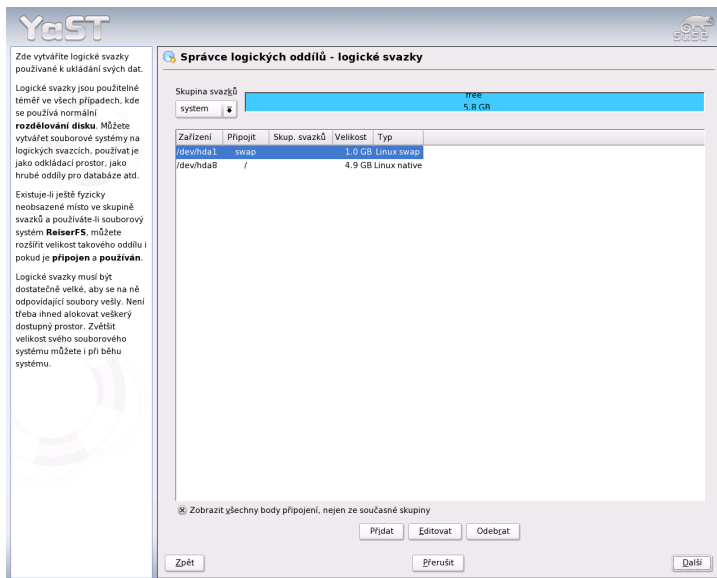 YaST
SuSE
Zde vytváříte logické svazky
používané k ukládání svých dat.
Logické svazky jsou použitelné
téměř ve všech případech, kde
se používá normální
rozdělování disku. Můžete
vytvářet souborové systémy na
logických svazcích, používat je
jako odkládací prostor, jako
hrubé oddíly pro databáze atd.
Existuje-li ještě fyzicky
neobsazené místo ve skupině
svazků a používáte-li souborový
systém ReiserFS, můžete
rozšířit velikost takového oddílu i
pokud je připojen a používán.
Logické svazky musí být
dostatečně velké, aby se na ně
odpovídající soubory vešly. Není
třeba ihned alokovat veškerý
dostupný prostor. Zvětšit
velikost svého souborového
systému můžete i při běhu
systému.
Správce logických oddílů - logické svazky
Skupina svazků
system
free
5.8 GB
Zařízení Připojit Skup. svazků Velikost Typ
/dev/hda1 swap 1.0 GB Linux swap
/dev/hda8 / 4.9 GB Linux native
Zobrazit všechny body připojení, nejen ze současné skupiny
Přidat Editovat Odebrat
Zpět Přerušit Další